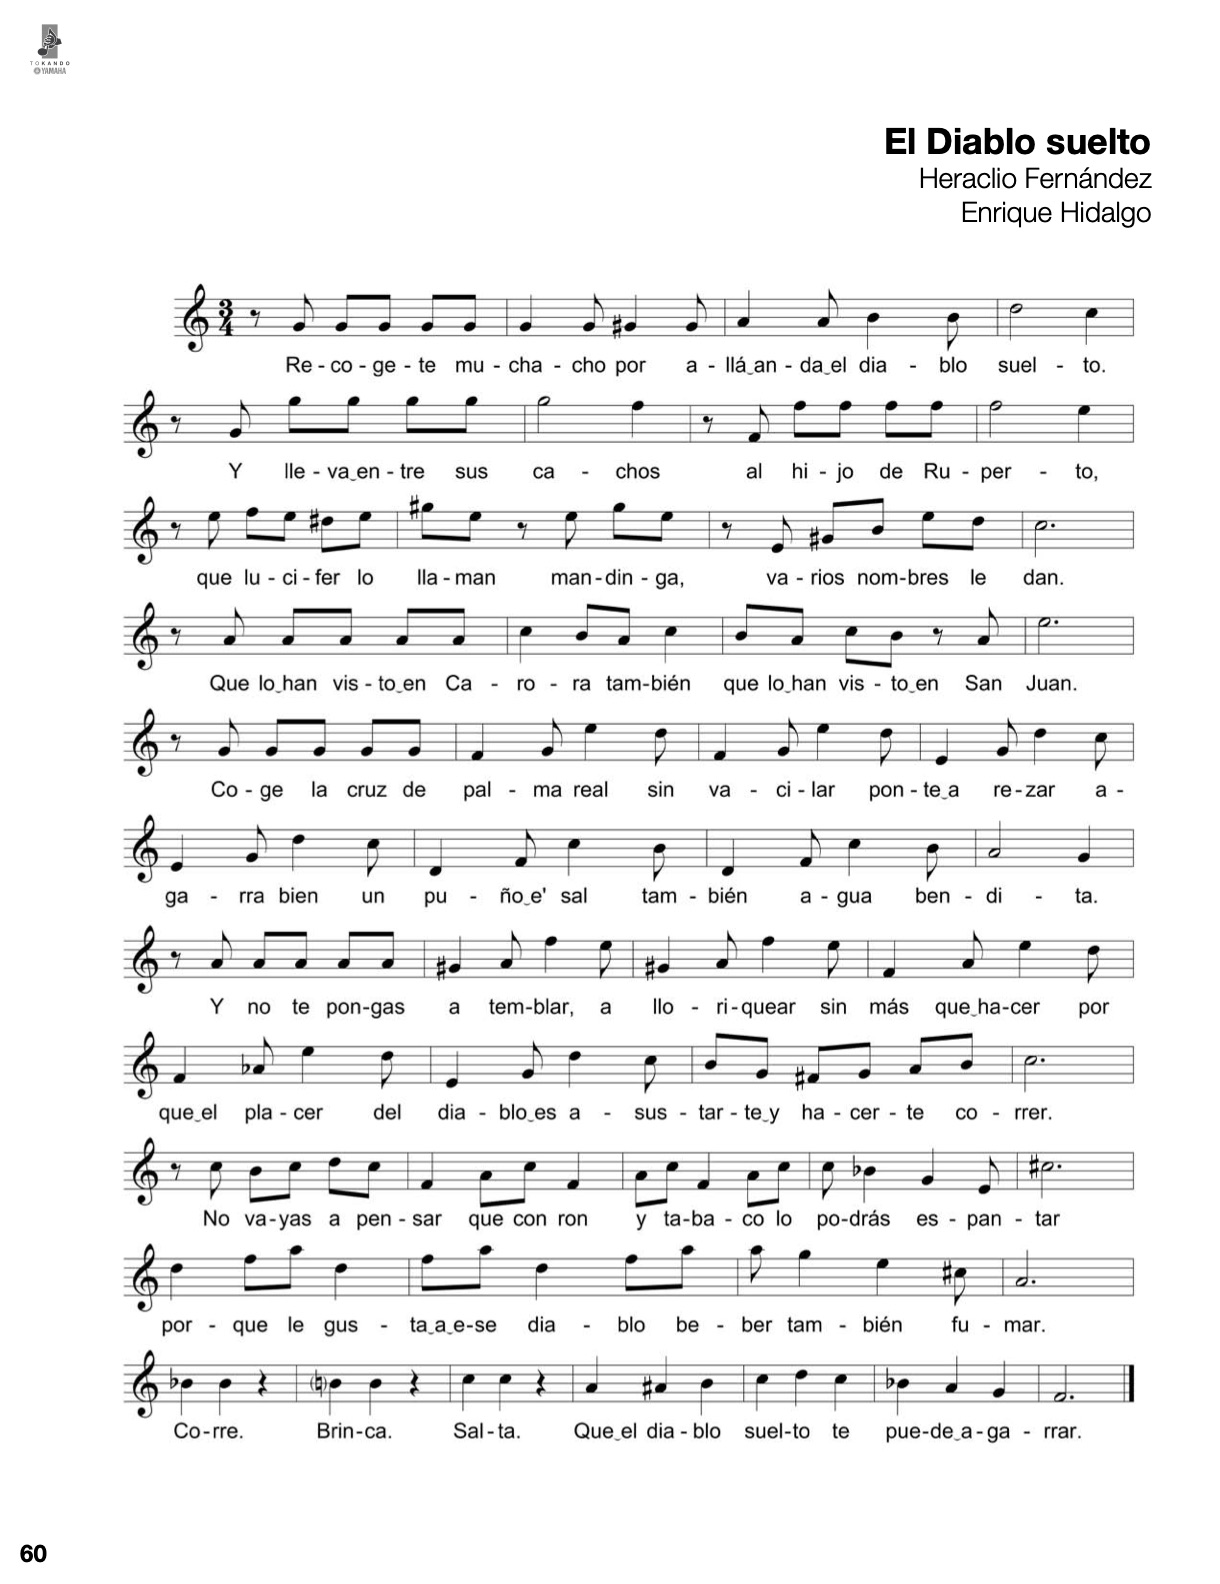 TOKANDO
YAMAHA
El Diablo suelto
Heraclio Fernández
Enrique Hidalgo
3
4
Re - co - ge - te mu - cha - cho por a - llá‿an - da‿el dia - blo suel - to.
Y lle - va‿en - tre sus ca - chos al hi - jo de Ru - per - to,
que lu - ci - fer lo lla - man man - din - ga, va - rios nom - bres le dan.
Que lo‿han vis - to‿en Ca - ro - ra tam - bién que lo‿han vis - to‿en San Juan.
Co - ge la cruz de pal - ma real sin va - ci - lar pon - te‿a re - zar a -
ga - rra bien un pu - ño‿e' sal tam - bién a - gua ben - di - ta.
Y no te pon - gas a tem - blar, a llo - ri - quear sin más que‿ha - cer por
que‿el pla - cer del dia - blo‿es a - sus - tar - te‿y ha - cer - te co - rrer.
No va - yas a pen - sar que con ron y ta - ba - co lo po - drás es - pan - tar
por - que le gus - ta‿a‿e - se dia - blo be - ber tam - bién fu - mar.
Co - rre. Brin - ca. Sal - ta. Que‿el dia - blo suel - to te pue - de‿a - ga - rrar.
60